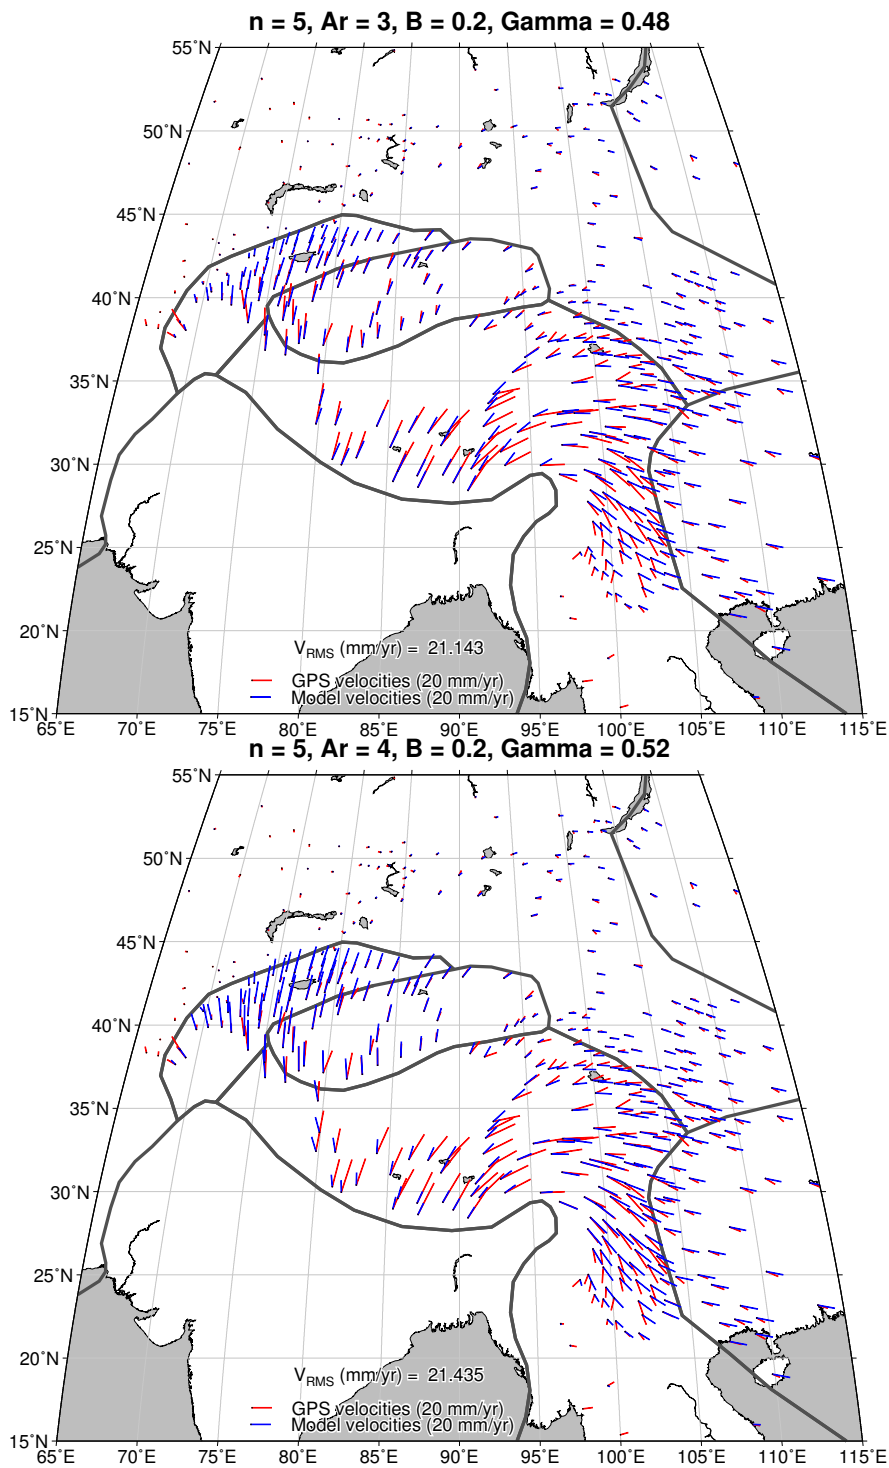 n = 5, Ar = 3, B = 0.2, Gamma = 0.48
55˚N
50˚N
45˚N
40˚N
35˚N
30˚N
25˚N
20˚N
15˚N
V_RMS (mm/yr) = 21.143
GPS velocities (20 mm/yr)
Model velocities (20 mm/yr)
65˚E 70˚E 75˚E 80˚E 85˚E 90˚E 95˚E 100˚E 105˚E 110˚E 115˚E
n = 5, Ar = 4, B = 0.2, Gamma = 0.52
55˚N
50˚N
45˚N
40˚N
35˚N
30˚N
25˚N
20˚N
15˚N
V_RMS (mm/yr) = 21.435
GPS velocities (20 mm/yr)
Model velocities (20 mm/yr)
65˚E 70˚E 75˚E 80˚E 85˚E 90˚E 95˚E 100˚E 105˚E 110˚E 115˚E